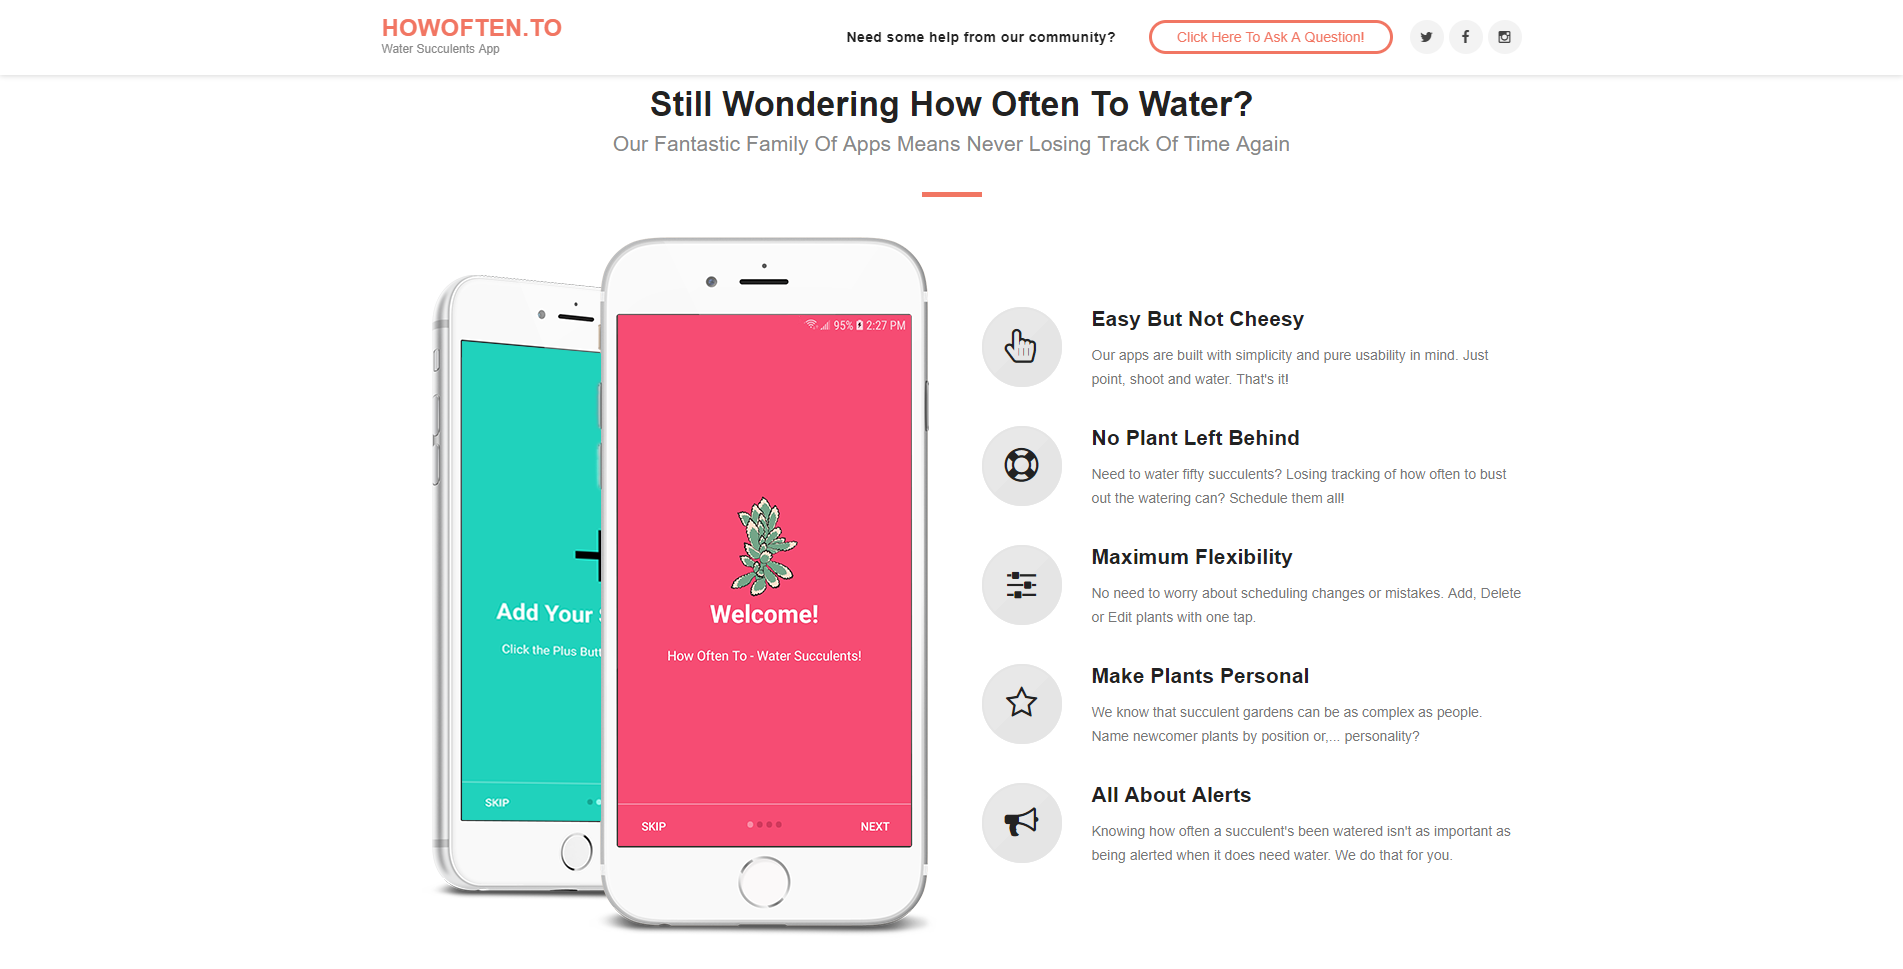 HOWOFTEN.TO
Water Succulents App
Need some help from our community?
Click Here To Ask A Question!
Still Wondering How Often To Water?
Our Fantastic Family Of Apps Means Never Losing Track Of Time Again
Add Your
Click the Plus
SKIP
95% 2:27 PM
Welcome!
How Often To - Water Succulents!
SKIP
NEXT
Easy But Not Cheesy
Our apps are built with simplicity and pure usability in mind. Just
point, shoot and water. That's it!
No Plant Left Behind
Need to water fifty succulents? Losing tracking of how often to bust
out the watering can? Schedule them all!
Maximum Flexibility
No need to worry about scheduling changes or mistakes. Add, Delete
or Edit plants with one tap.
Make Plants Personal
We know that succulent gardens can be as complex as people.
Name newcomer plants by position or,... personality?
All About Alerts
Knowing how often a succulent's been watered isn't as important as
being alerted when it does need water. We do that for you.